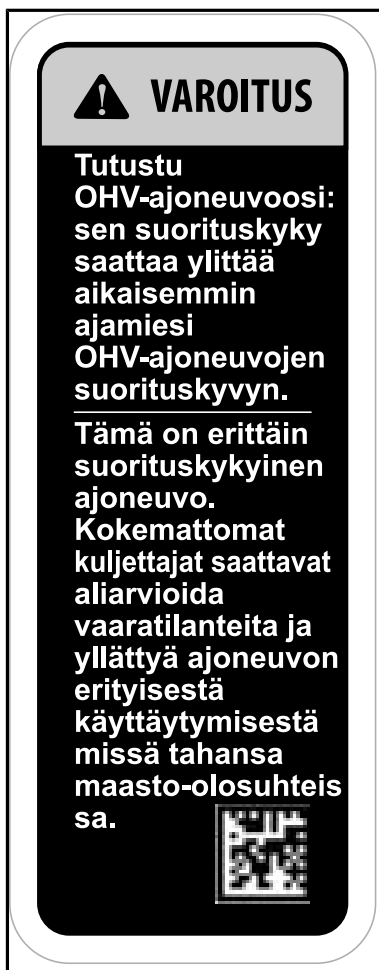 VAROITUS
Tutustu
OHV-ajoneuvoosi:
sen suorituskyky
saattaa ylittää
aikaisemmin
ajamiesi
OHV-ajoneuvojen
suorituskyvyn.
Tämä on erittäin
suorituskykyinen
ajoneuvo.
Kokemattomat
kuljettajat saattavat
aliarvioida
vaaratilanteita ja
yllättyä ajoneuvon
erityisestä
käyttäytymisestä
missä tahansa
maasto-olosuhteis
sa.